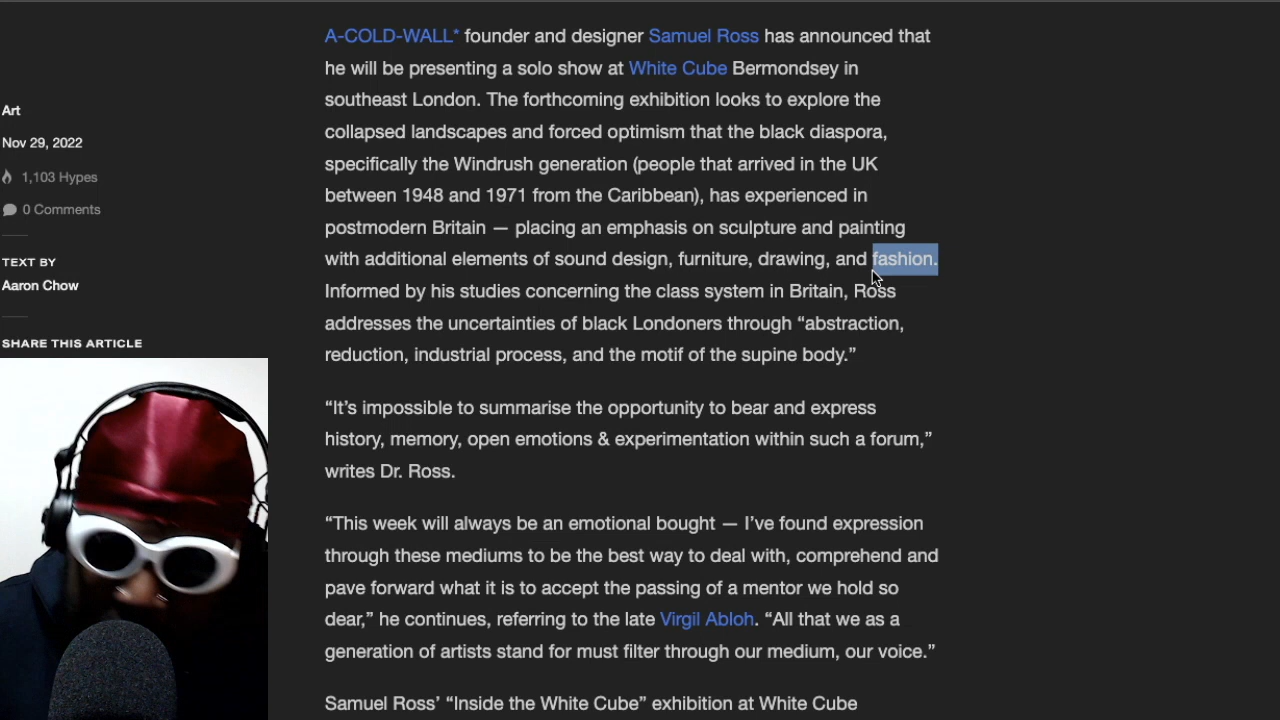 Art
Nov 29, 2022
1,103 Hypes
0 Comments
TEXT BY
Aaron Chow
SHARE THIS ARTICLE
A-COLD-WALL* founder and designer Samuel Ross has announced that
he will be presenting a solo show at White Cube Bermondsey in
southeast London. The forthcoming exhibition looks to explore the
collapsed landscapes and forced optimism that the black diaspora,
specifically the Windrush generation (people that arrived in the UK
between 1948 and 1971 from the Caribbean), has experienced in
postmodern Britain — placing an emphasis on sculpture and painting
with additional elements of sound design, furniture, drawing, and fashion.
Informed by his studies concerning the class system in Britain, Ross
addresses the uncertainties of black Londoners through “abstraction,
reduction, industrial process, and the motif of the supine body.”
“It’s impossible to summarise the opportunity to bear and express
history, memory, open emotions & experimentation within such a forum,”
writes Dr. Ross.
“This week will always be an emotional bought — I’ve found expression
through these mediums to be the best way to deal with, comprehend and
pave forward what it is to accept the passing of a mentor we hold so
dear,” he continues, referring to the late Virgil Abloh. “All that we as a
generation of artists stand for must filter through our medium, our voice.”
Samuel Ross’ “Inside the White Cube” exhibition at White Cube